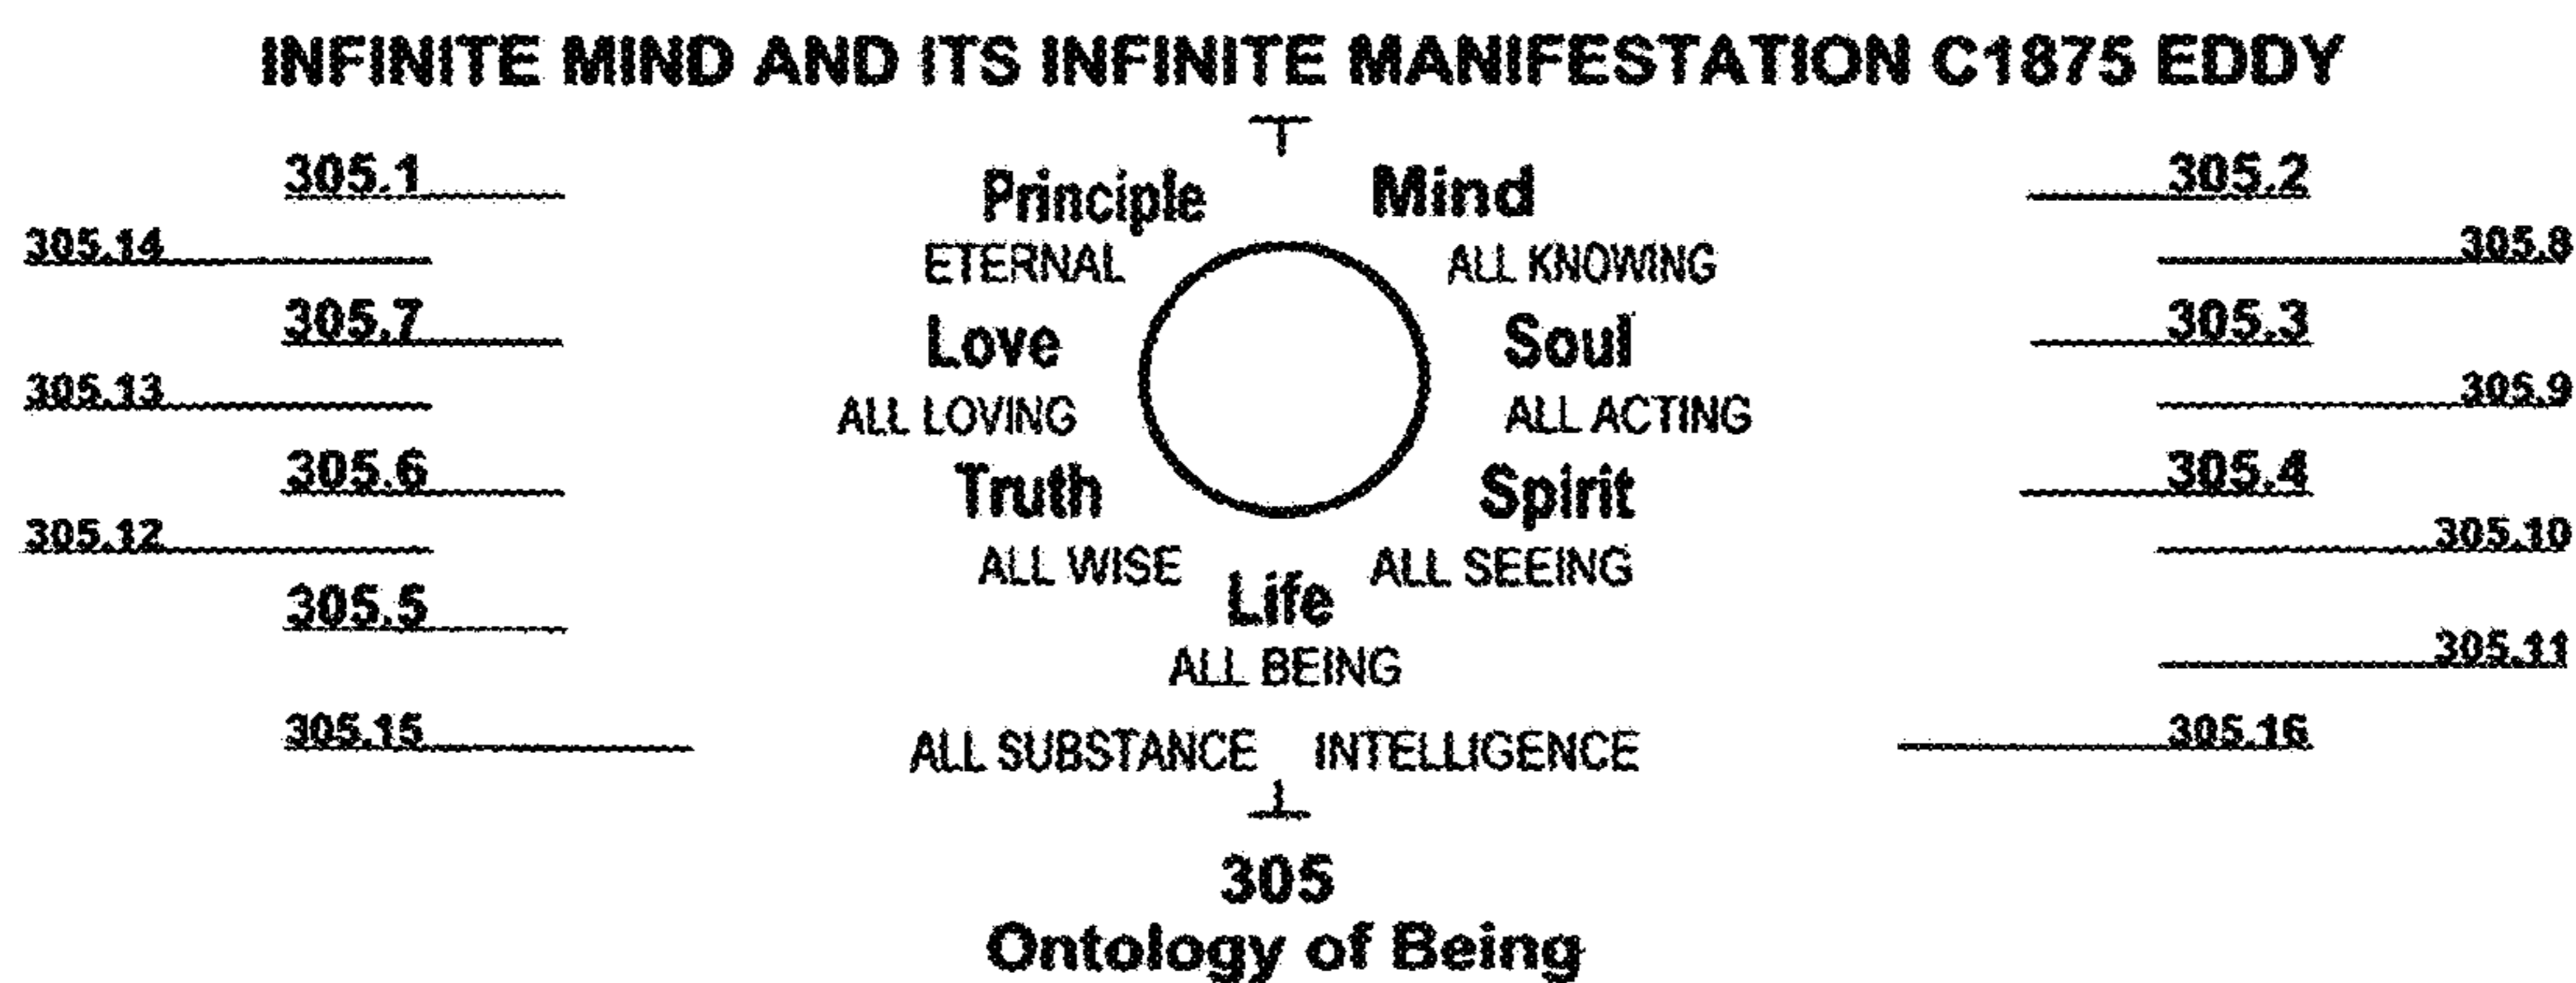 INFINITE MIND AND ITS INFINITE MANIFESTATION C1875 EDDY
305.1 Principle Mind 305.2
305.14 ETERNAL ALL KNOWING 305.8
305.7 Love Soul 305.3
305.13 ALL LOVING ALL ACTING 305.9
305.6 Truth Spirit 305.4
305.12 ALL WISE ALL SEEING 305.10
305.5 Life
ALL BEING 305.11
305.15 ALL SUBSTANCE INTELLIGENCE 305.16
305
Ontology of Being